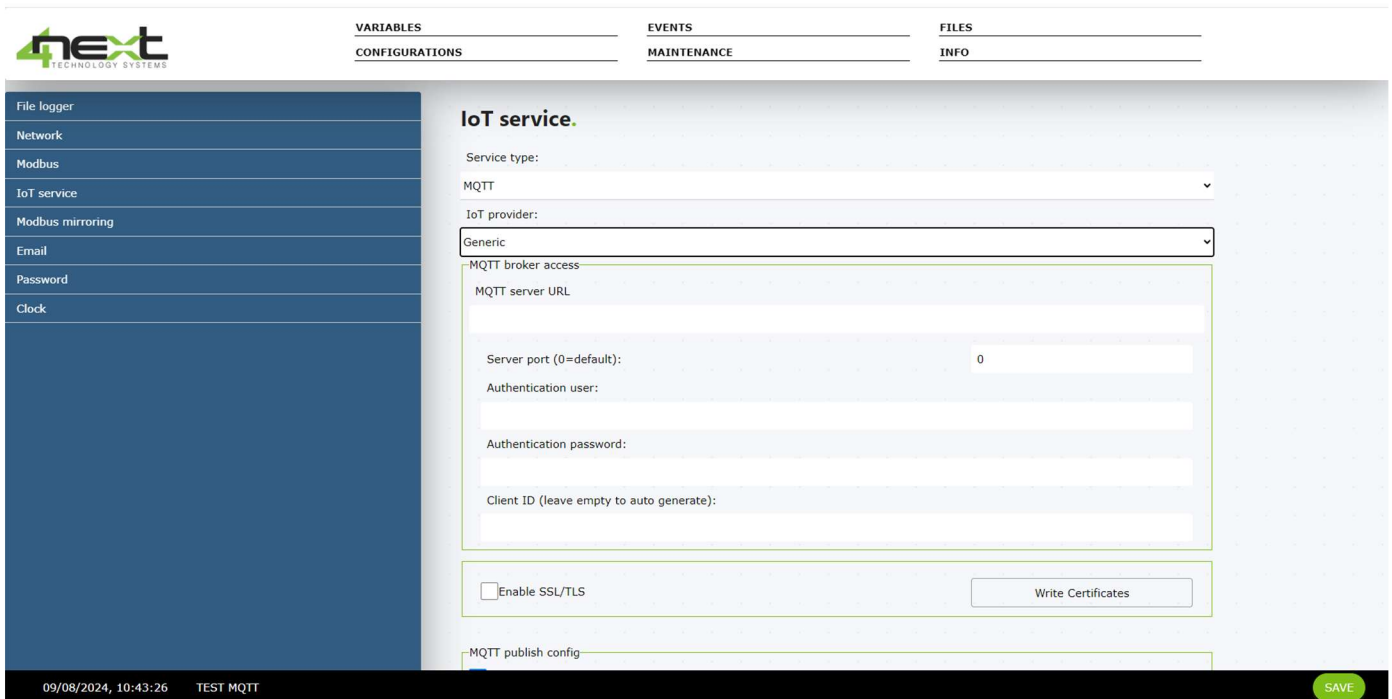 4next
TECHNOLOGY SYSTEMS
VARIABLES
EVENTS
FILES
CONFIGURATIONS
MAINTENANCE
INFO
File logger
Network
Modbus
IoT service
Modbus mirroring
Email
Password
Clock
IoT service.
Service type:
MQTT
IoT provider:
Generic
MQTT broker access
MQTT server URL
Server port (0=default):
0
Authentication user:
Authentication password:
Client ID (leave empty to auto generate):
Enable SSL/TLS
Write Certificates
MQTT publish config
09/08/2024, 10:43:26
TEST MQTT
SAVE